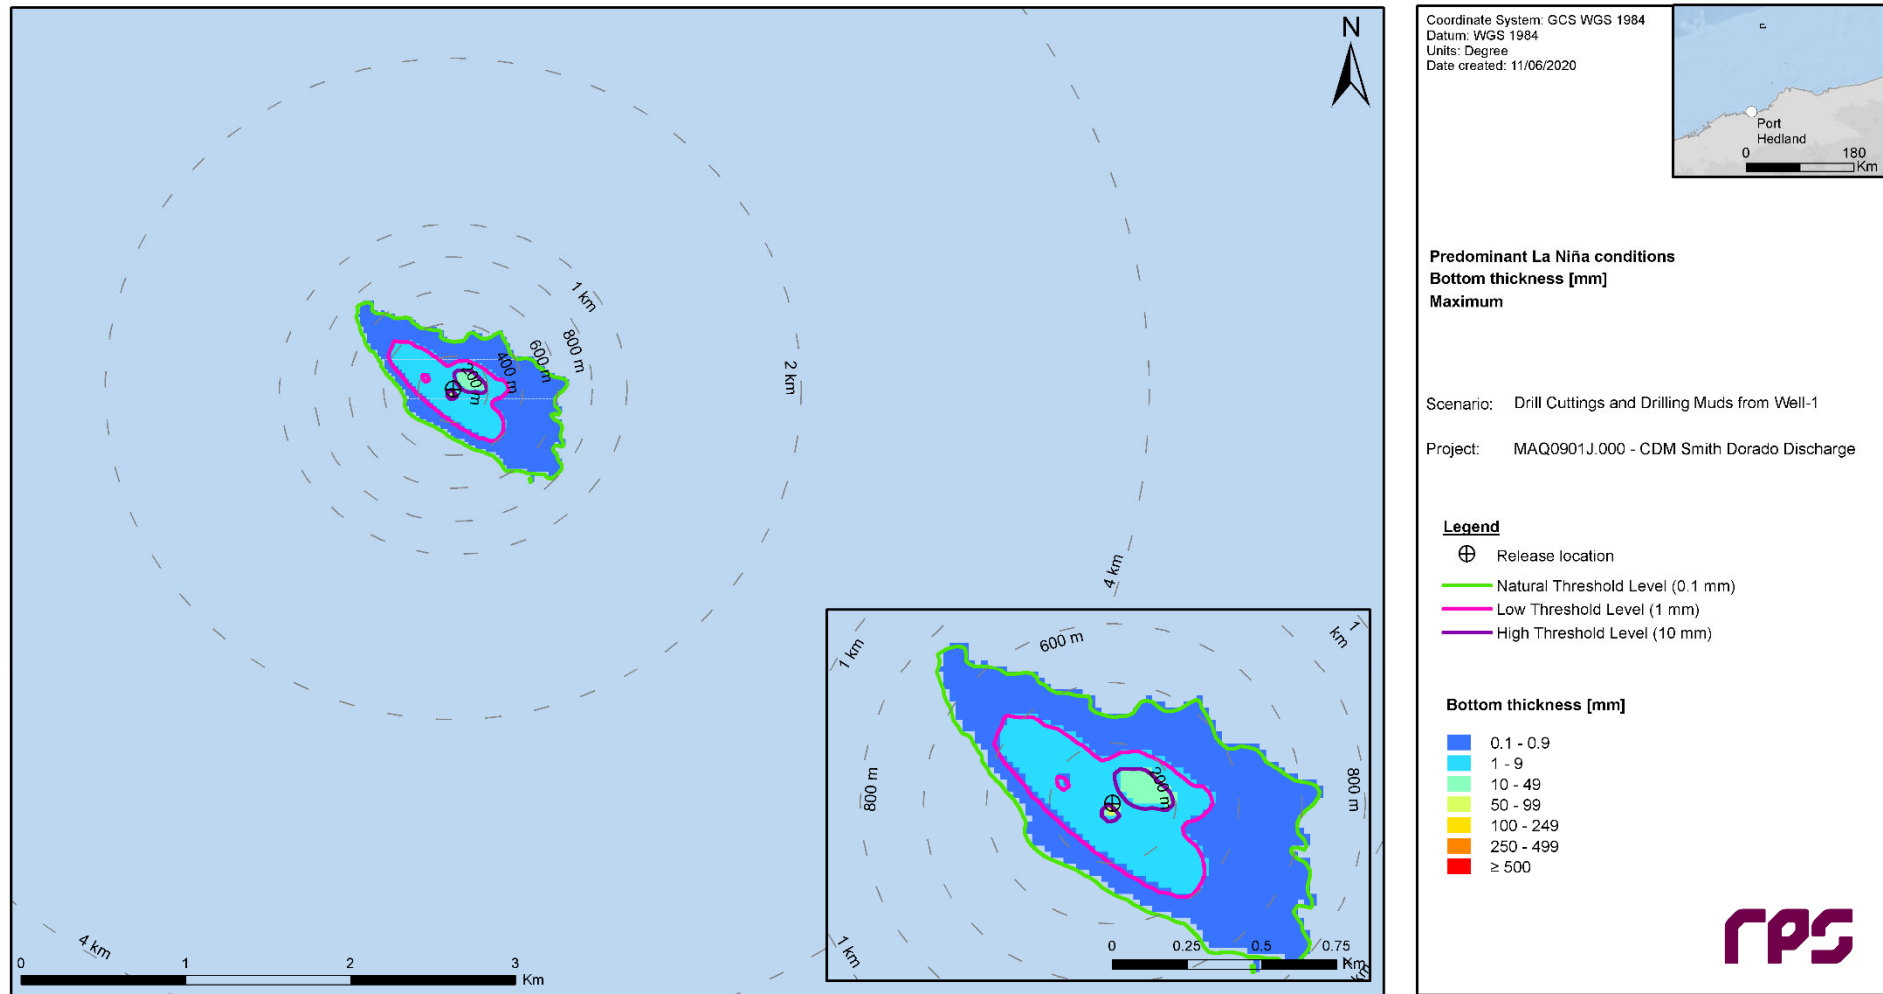 N
1 km
800 m
600 m
400 m
200 m
2 km
4 km
4 km
0 1 2 3
Km
1 km
600 m
1 km
800 m
200 m
800 m
1 km
0 0.25 0.5 0.75
Km
Coordinate System: GCS WGS 1984
Datum: WGS 1984
Units: Degree
Date created: 11/06/2020
Port
Hedland
0 180
Km
Predominant La Niña conditions
Bottom thickness [mm]
Maximum
Scenario: Drill Cuttings and Drilling Muds from Well-1
Project: MAQ0901J.000 - CDM Smith Dorado Discharge
Legend
Release location
Natural Threshold Level (0.1 mm)
Low Threshold Level (1 mm)
High Threshold Level (10 mm)
Bottom thickness [mm]
0.1 - 0.9
1 - 9
10 - 49
50 - 99
100 - 249
250 - 499
≥ 500
rps